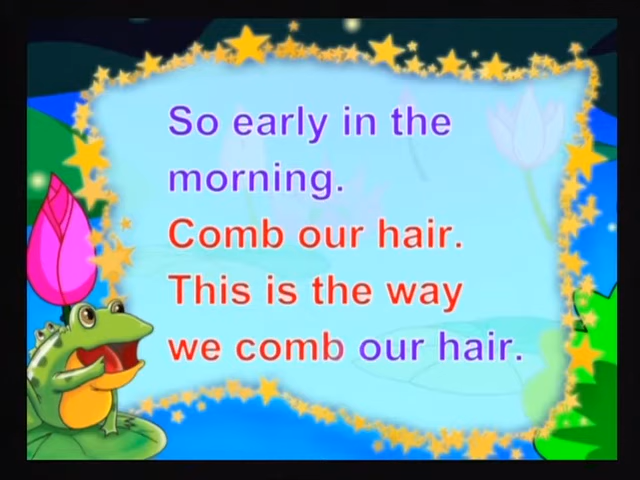 So early in the
morning.
Comb our hair.
This is the way
we comb our hair.